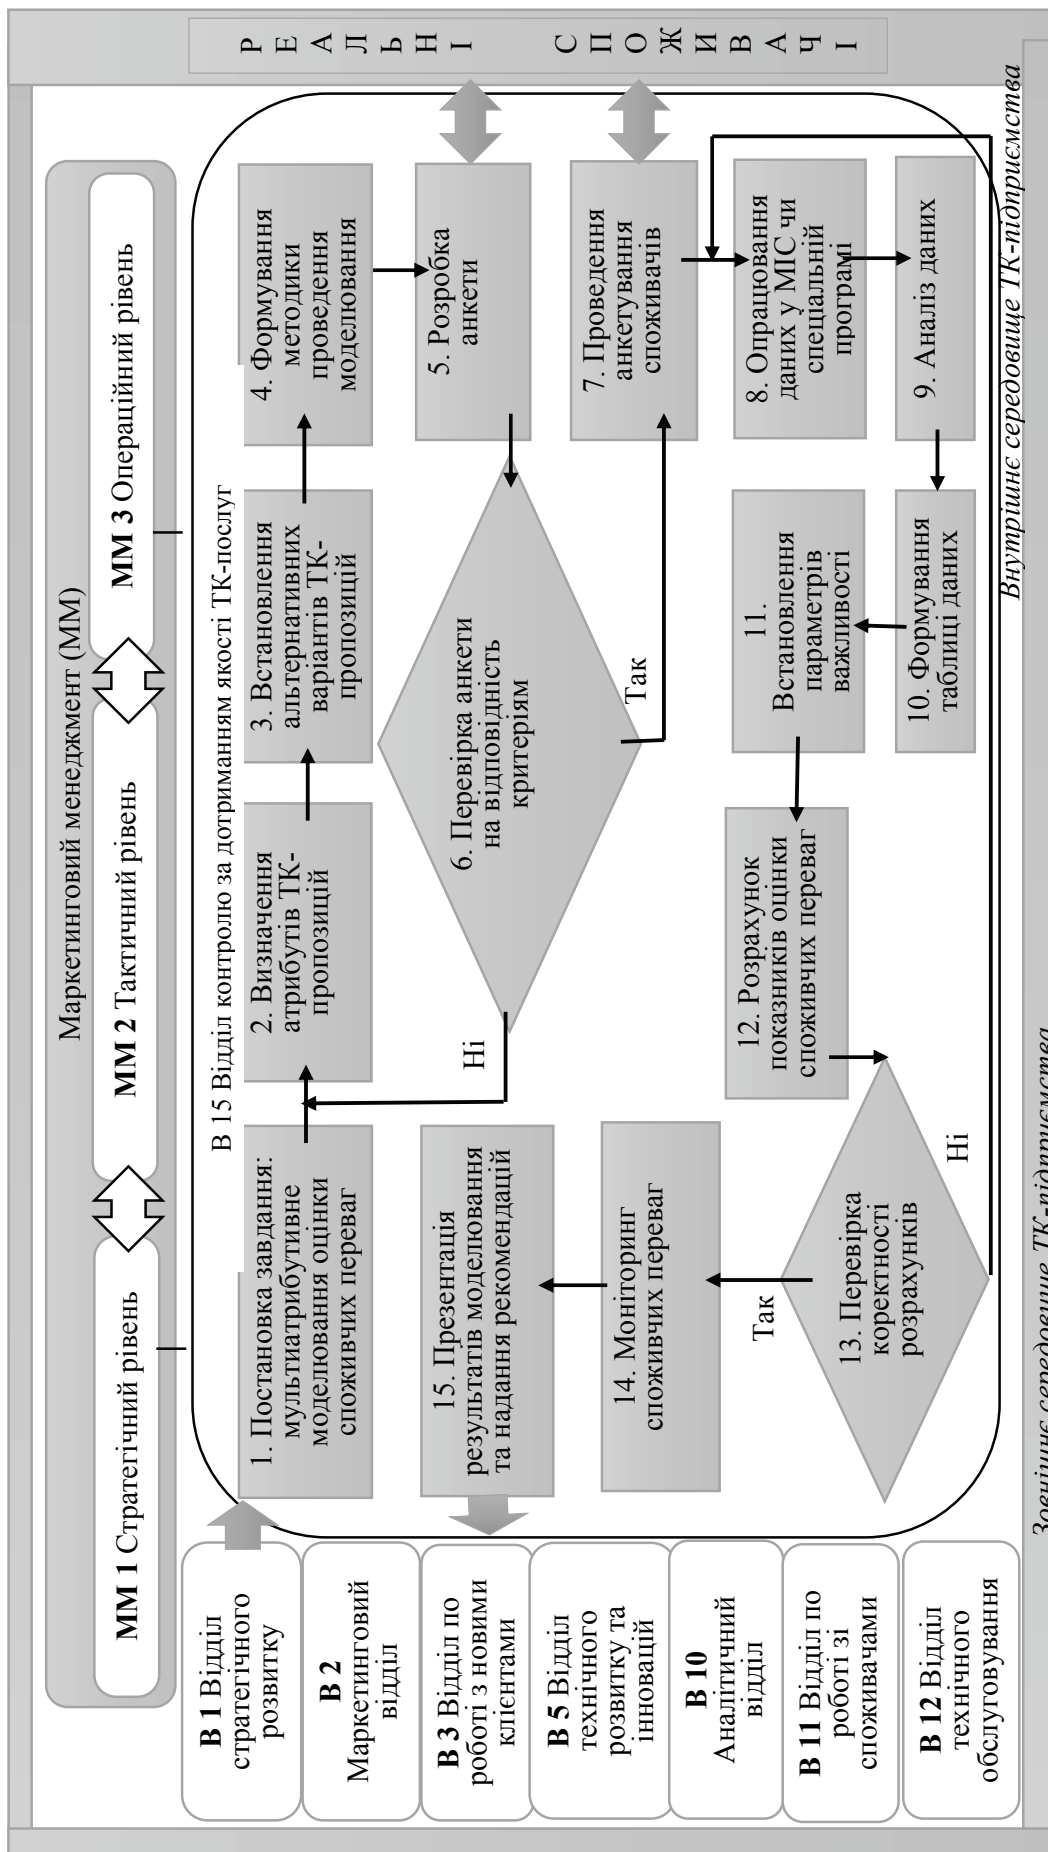 Маркетинговий менеджмент (ММ)
ММ 1 Стратегічний рівень
ММ 2 Тактичний рівень
ММ 3 Операційний рівень
В 1 Відділ
стратегічного
розвитку
В 2
Маркетинговий
відділ
В 3 Відділ по
роботі з новими
клієнтами
В 5 Відділ
технічного
розвитку та
інновацій
В 10
Аналітичний
відділ
В 11 Відділ по
роботі зі
споживачами
В 12 Відділ
технічного
обслуговування
В 15 Відділ контролю за дотриманням якості ТК-послуг
1. Постановка завдання:
мультиатрибутивне
моделювання оцінки
споживчих переваг
2. Визначення
атрибутів ТК-
пропозицій
3. Встановлення
альтернативних
варіантів ТК-
пропозицій
4. Формування
методики
проведення
моделювання
5. Розробка
анкети
6. Перевірка анкети
на відповідність
критеріям
Ні
Так
7. Проведення
анкетування
споживачів
8. Опрацювання
даних у МІС чи
спеціальній
програмі
9. Аналіз даних
10. Формування
таблиці даних
11.
Встановлення
параметрів
важливості
12. Розрахунок
показників оцінки
споживчих переваг
13. Перевірка
коректності
розрахунків
Так
Ні
14. Моніторинг
споживчих переваг
15. Презентація
результатів моделювання
та надання рекомендацій
РЕАЛЬНІ СПОЖИВАЧІ
Внутрішнє середовище ТК-підприємства
Зовнішнє середовище ТК-підприємства